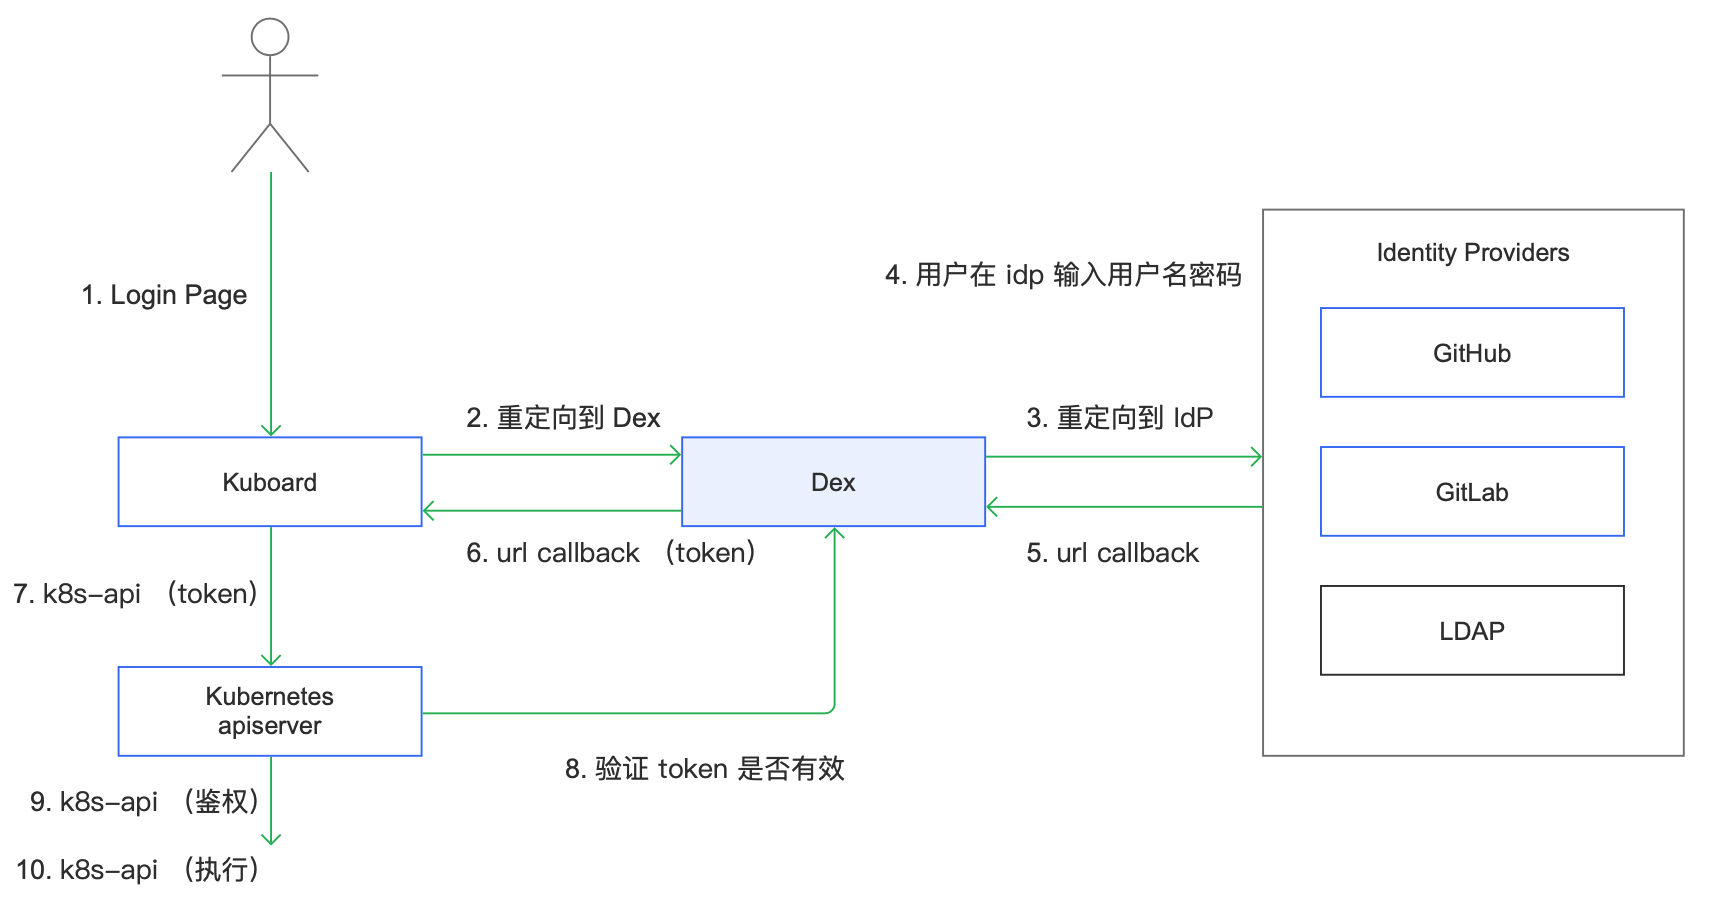 Identity Providers
4. 用户在 idp 输入用户名密码
1. Login Page
GitHub
2. 重定向到 Dex
3. 重定向到 IdP
Kuboard
Dex
GitLab
6. url callback （token）
5. url callback
7. k8s-api （token）
LDAP
Kubernetes
apiserver
8. 验证 token 是否有效
9. k8s-api （鉴权）
10. k8s-api （执行）